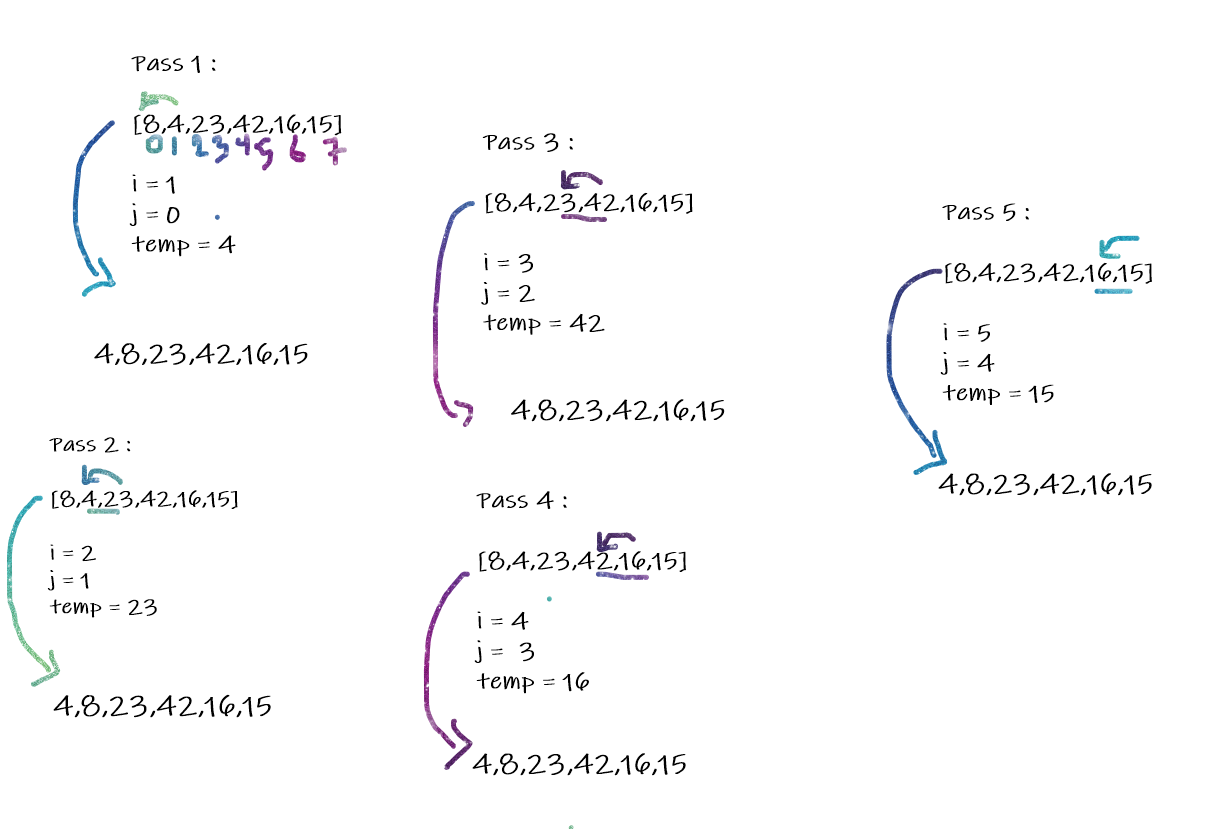 Pass 1 :
[8,4,23,42,16,15]
0 1 2 3 4 5 6 7
i = 1
j = 0
temp = 4
4,8,23,42,16,15
Pass 2 :
[8,4,23,42,16,15]
i = 2
j = 1
temp = 23
4,8,23,42,16,15
Pass 3 :
[8,4,23,42,16,15]
i = 3
j = 2
temp = 42
4,8,23,42,16,15
Pass 4 :
[8,4,23,42,16,15]
i = 4
j = 3
temp = 16
4,8,23,42,16,15
Pass 5 :
[8,4,23,42,16,15]
i = 5
j = 4
temp = 15
4,8,23,42,16,15